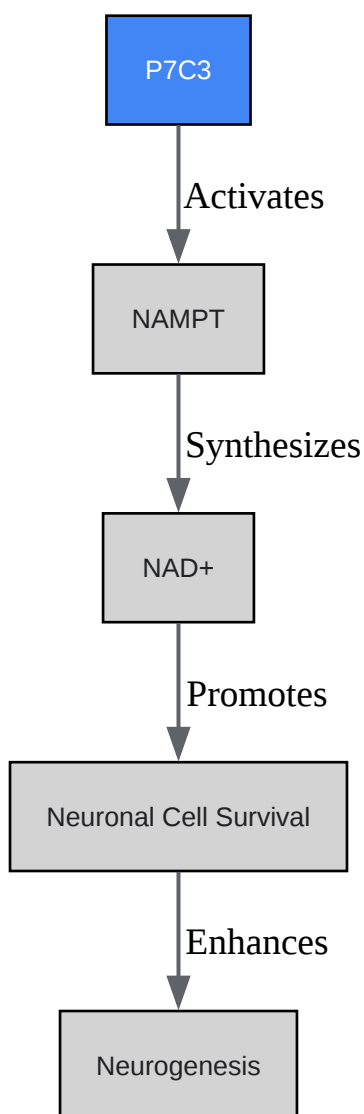 P7C3
Activates
NAMPT
Synthesizes
NAD+
Promotes
Neuronal Cell Survival
Enhances
Neurogenesis